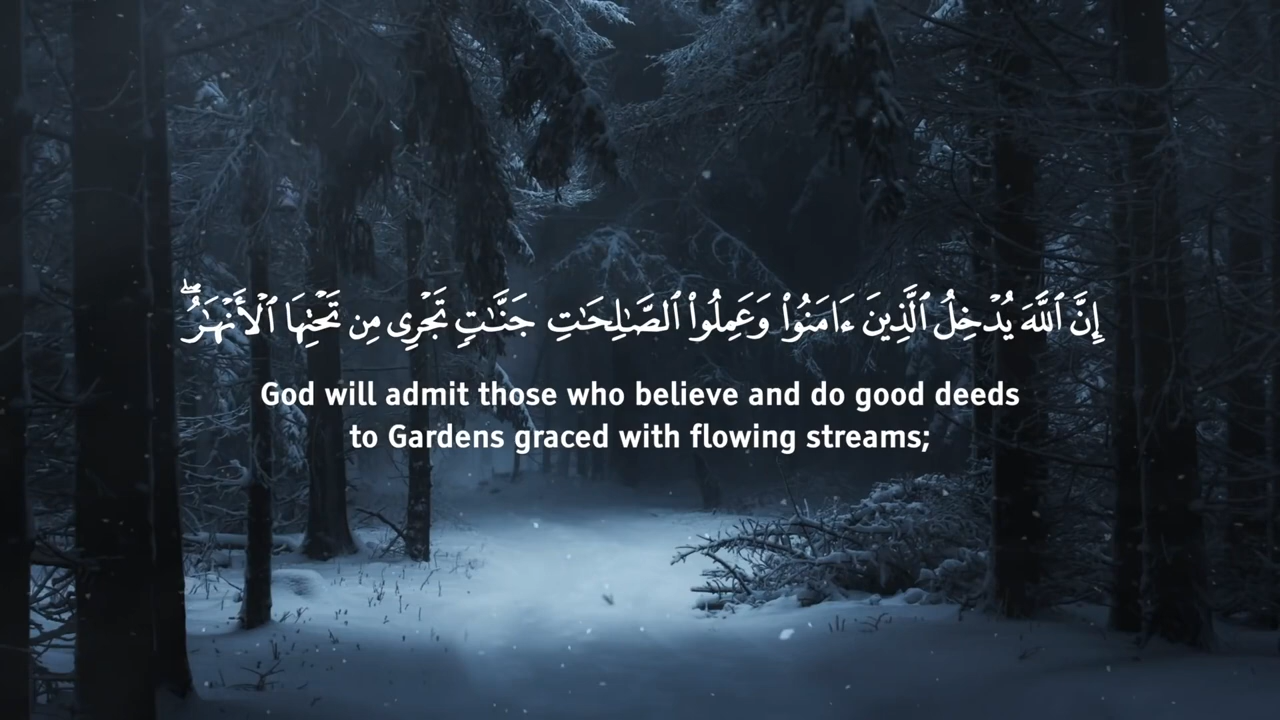 إِنَّ ٱللَّهَ يُدْخِلُ ٱلَّذِينَ ءَامَنُوا۟ وَعَمِلُوا۟ ٱلصَّـٰلِحَـٰتِ جَنَّـٰتٍ تَجْرِى مِن تَحْتِهَا ٱلْأَنْهَـٰرُ ۖ
God will admit those who believe and do good deeds
to Gardens graced with flowing streams;